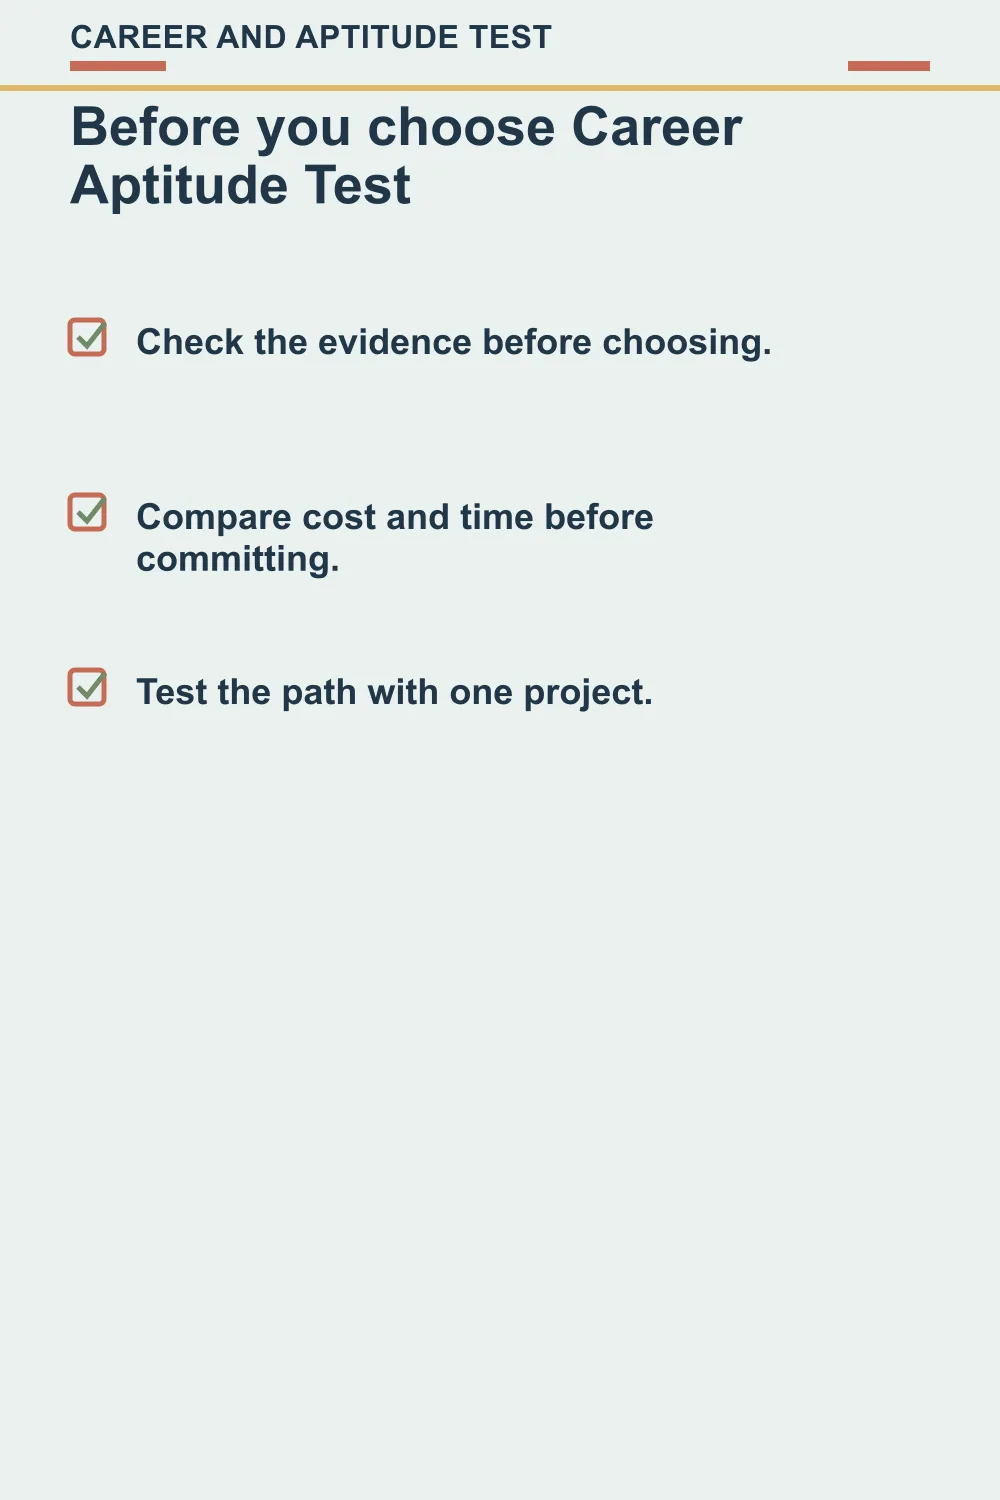 CAREER AND APTITUDE TEST
Before you choose Career
Aptitude Test
Check the evidence before choosing.
Compare cost and time before
committing.
Test the path with one project.